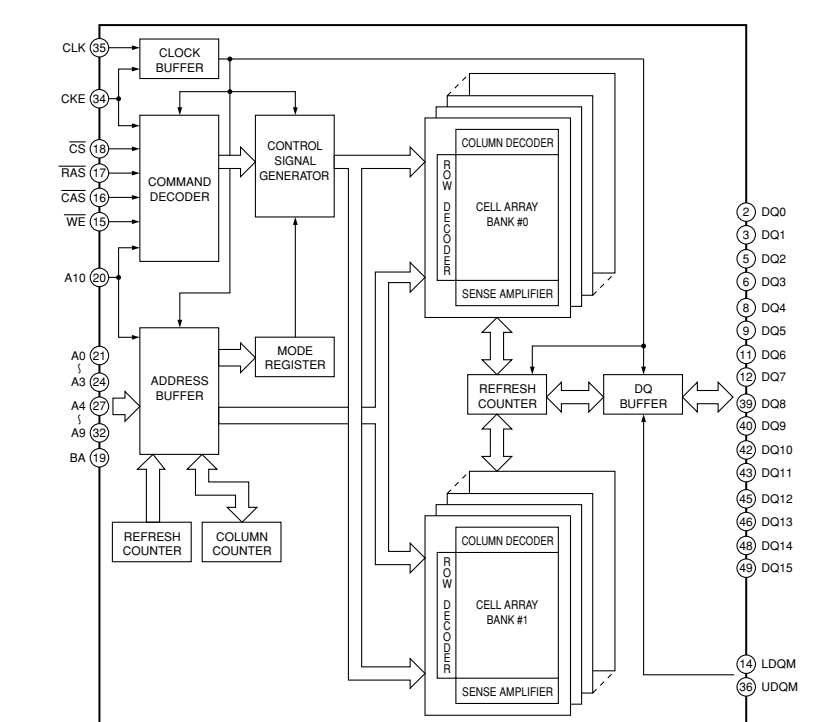 CLK 35
CLOCK
BUFFER
CKE 34
CS 18
RAS 17
CAS 16
WE 15
COMMAND
DECODER
CONTROL
SIGNAL
GENERATOR
A10 20
A0 21
A3 24
A4 27
A9 32
BA 19
ADDRESS
BUFFER
MODE
REGISTER
REFRESH
COUNTER
COLUMN
COUNTER
COLUMN DECODER
ROW DECODER
CELL ARRAY
BANK #0
SENSE AMPLIFIER
REFRESH
COUNTER
DQ
BUFFER
COLUMN DECODER
ROW DECODER
CELL ARRAY
BANK #1
SENSE AMPLIFIER
2 DQ0
3 DQ1
5 DQ2
6 DQ3
8 DQ4
9 DQ5
11 DQ6
12 DQ7
39 DQ8
40 DQ9
42 DQ10
43 DQ11
45 DQ12
46 DQ13
48 DQ14
49 DQ15
14 LDQM
36 UDQM